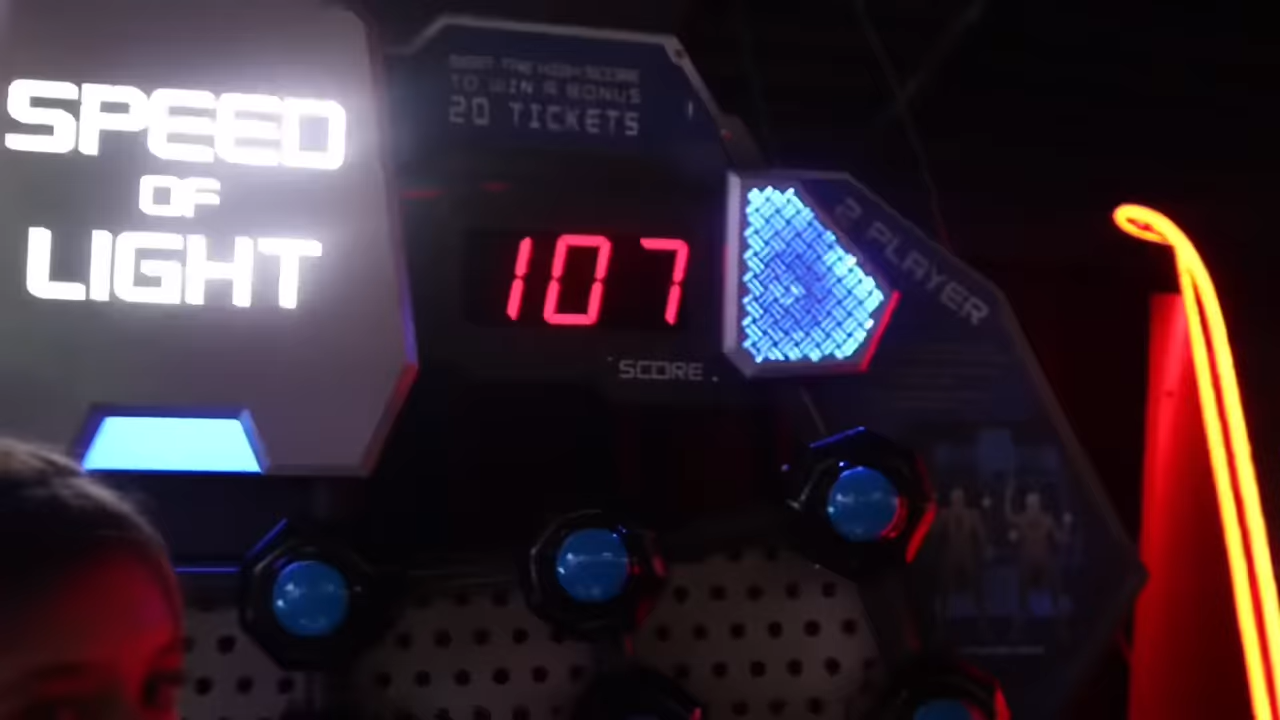 SPEED
OF
LIGHT
BEAT THE HIGH SCORE
TO WIN A BONUS
20 TICKETS
107
SCORE
2 PLAYER